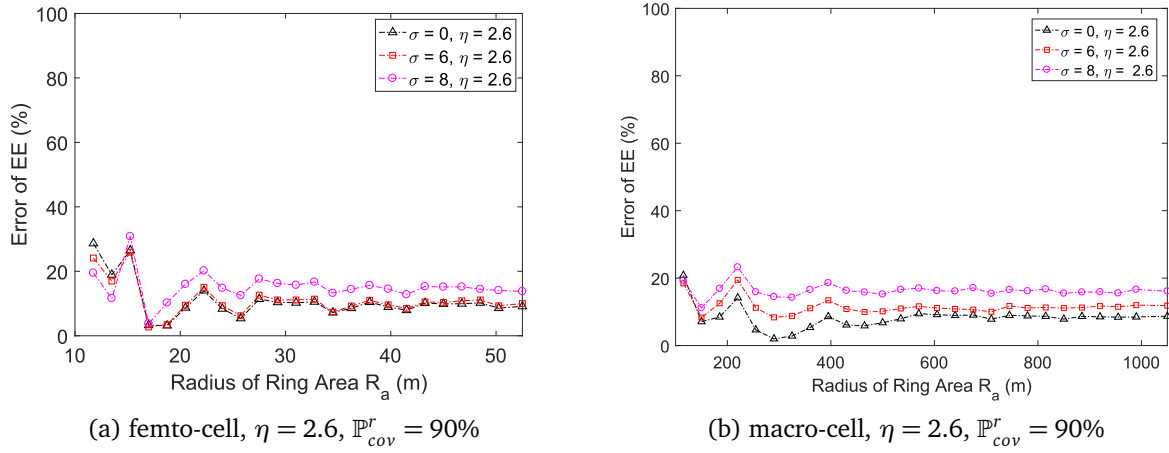 100
80
60
40
20
0
Error of EE (%)
σ = 0, η = 2.6
σ = 6, η = 2.6
σ = 8, η = 2.6
10 20 30 40 50
Radius of Ring Area R_a (m)
(a) femto-cell, η = 2.6, ℙ^r_cov = 90%
100
80
60
40
20
0
Error of EE (%)
σ = 0, η = 2.6
σ = 6, η = 2.6
σ = 8, η = 2.6
200 400 600 800 1000
Radius of Ring Area R_a (m)
(b) macro-cell, η = 2.6, ℙ^r_cov = 90%